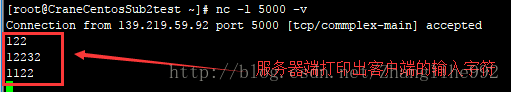 [root@CraneCentosSub2test ~]# nc -l 5000 -v
Connection from 139.219.59.92 port 5000 [tcp/commplex-main] accepted
122
12232
1122
服务器端打印出客户端的输入字符